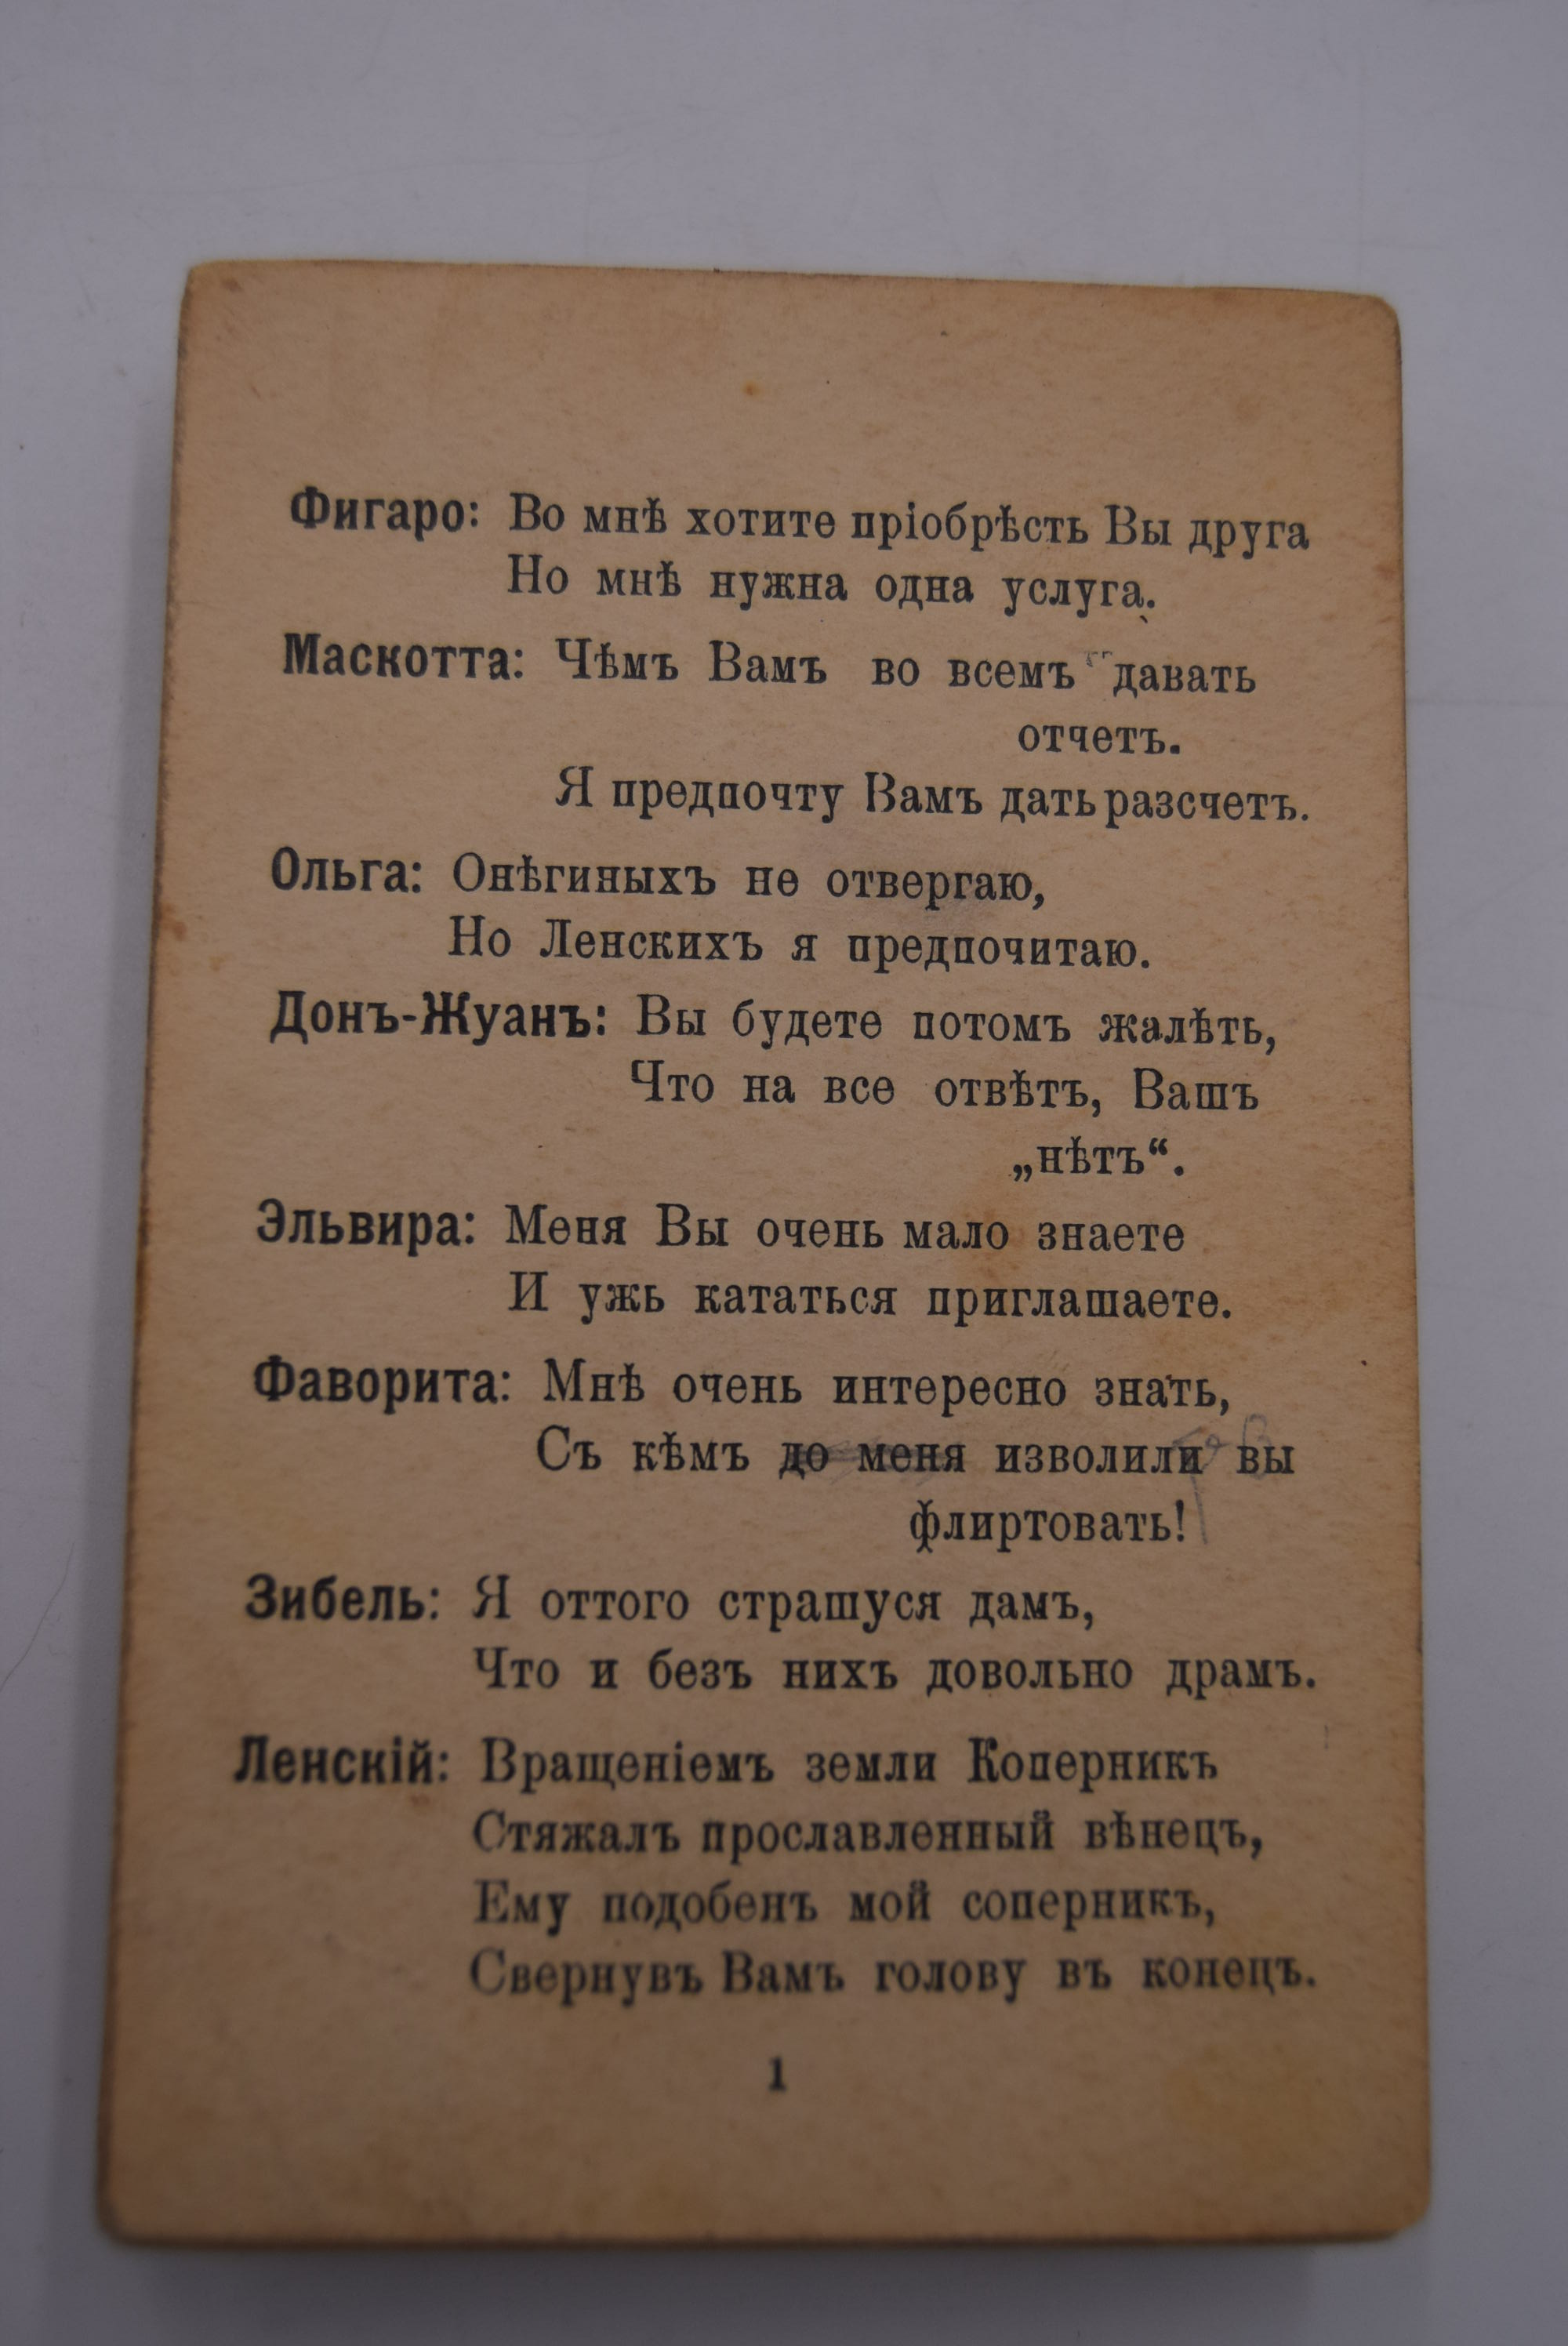 Фигаро: Во мнѣ хотите пріобрѣсть Вы друга
Но мнѣ нужна одна услуга.
Маскотта: Чѣмъ Вамъ во всемъ давать
отчетъ.
Я предпочту Вамъ дать разсчетъ.
Ольга: Онѣгиныхъ не отвергаю,
Но Ленскихъ я предпочитаю.
Донъ-Жуанъ: Вы будете потомъ жалѣть,
Что на все отвѣтъ, Вашъ
„нѣтъ“.
Эльвира: Меня Вы очень мало знаете
И ужь кататься приглашаете.
Фаворита: Мнѣ очень интересно знать,
Съ кѣмъ до меня изволили вы
флиртовать!
Зибель: Я оттого страшуся дамъ,
Что и безъ нихъ довольно драмъ.
Ленскій: Вращеніемъ земли Коперникъ
Стяжалъ прославленный вѣнецъ,
Ему подобенъ мой соперникъ,
Свернувъ Вамъ голову въ конецъ.
1